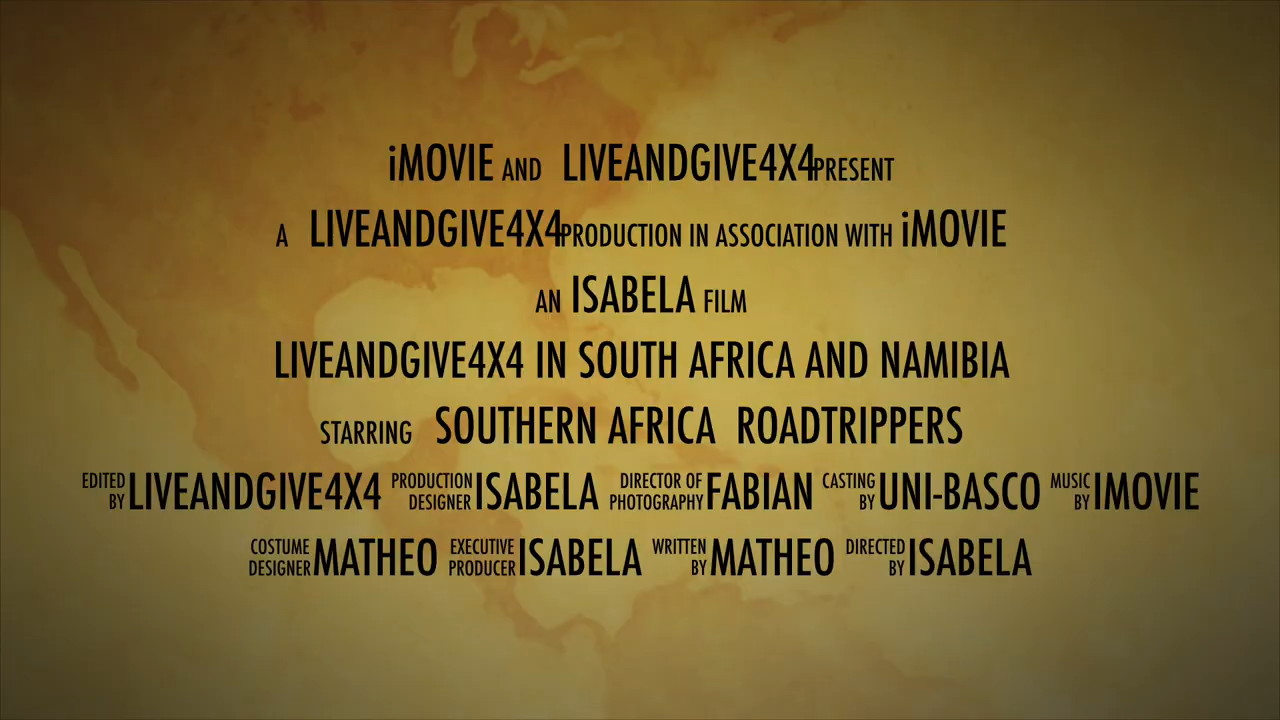 iMOVIE AND LIVEANDGIVE4X4 PRESENT
A LIVEANDGIVE4X4 PRODUCTION IN ASSOCIATION WITH iMOVIE
AN ISABELA FILM
LIVEANDGIVE4X4 IN SOUTH AFRICA AND NAMIBIA
STARRING SOUTHERN AFRICA ROADTRIPPERS
EDITED BY LIVEANDGIVE4X4 PRODUCTION DESIGNER ISABELA DIRECTOR OF PHOTOGRAPHY FABIAN CASTING BY UNI-BASCO MUSIC BY IMOVIE
COSTUME DESIGNER MATHEO EXECUTIVE PRODUCER ISABELA WRITTEN BY MATHEO DIRECTED BY ISABELA